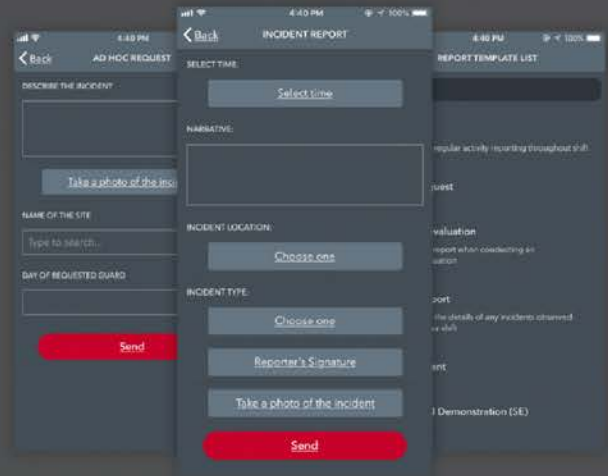 4:40 PM
Back
AD HOC REQUEST
DESCRIBE THE INCIDENT
Take a photo of the inci
NAME OF THE SITE
Type to search...
DAY OF REQUESTED GUARD
Send
4:40 PM
100%
Back
INCIDENT REPORT
SELECT TIME:
Select time
NARRATIVE:
INCIDENT LOCATION:
Choose one
INCIDENT TYPE:
Choose one
Reporter's Signature
Take a photo of the incident
Send
4:40 PM
100%
REPORT TEMPLATE LIST
regular activity reporting throughout shift
uest
valuation
report when conducting an
uation
port
the details of any incidents observed
shift
ent
l Demonstration (SE)